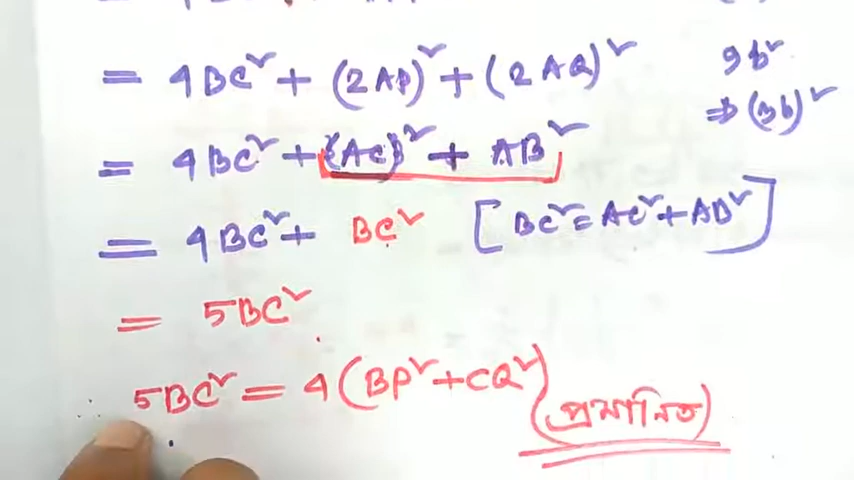 = 4BC² + (2AP)² + (2AQ)²
9b²
⇒ (3b)²
= 4BC² + (AC)² + AB²
= 4BC² + BC² [BC² = AC² + AB²]
= 5BC²
5BC² = 4(BP² + CQ²) (প্রমানিত)